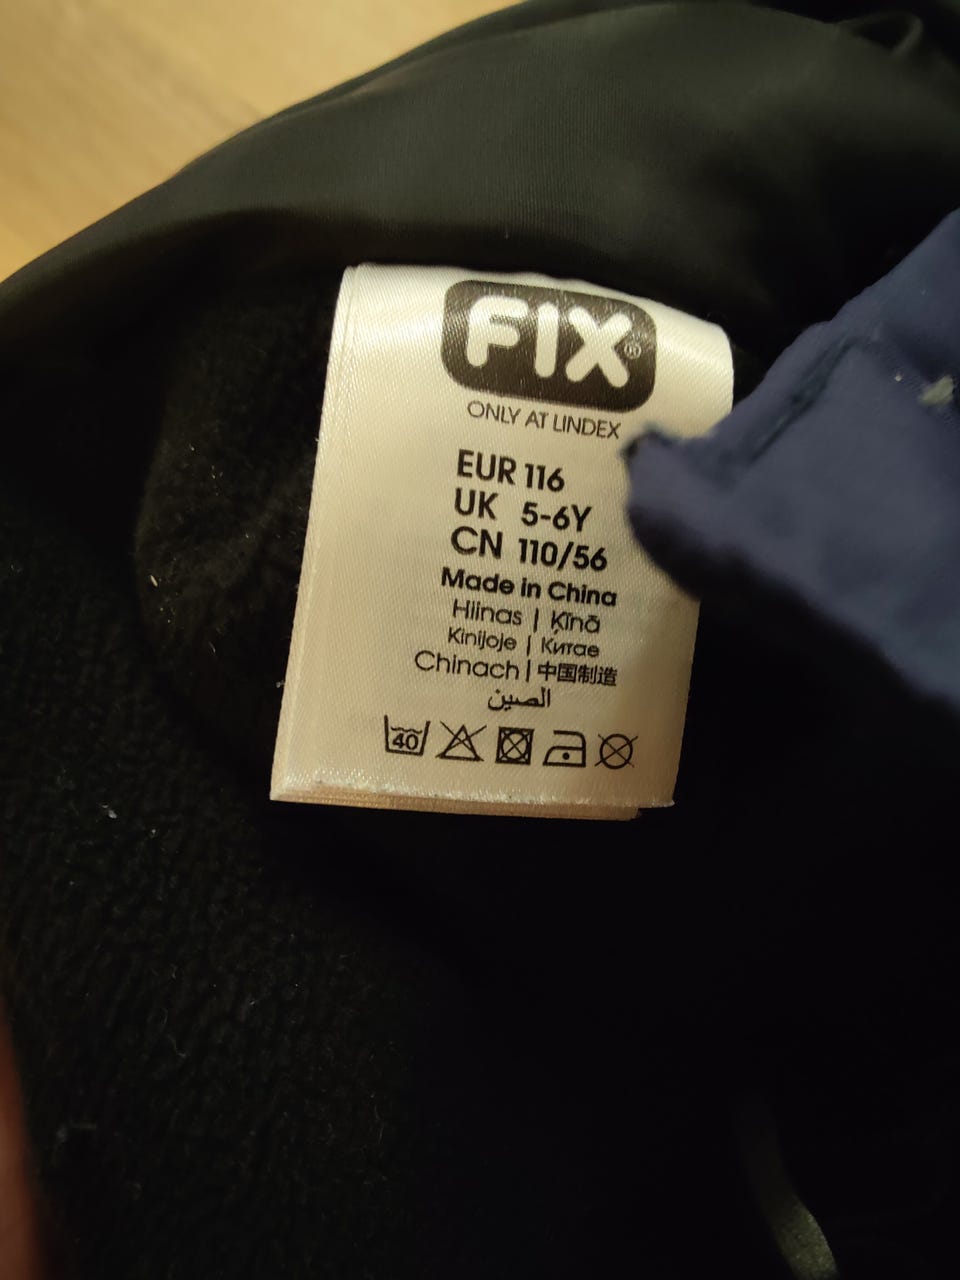 FIX®
ONLY AT LINDEX
EUR 116
UK 5-6Y
CN 110/56
Made in China
Hiinas | Ķīnā
Kinijoje | Китае
Chinach | 中国制造
الصين
40